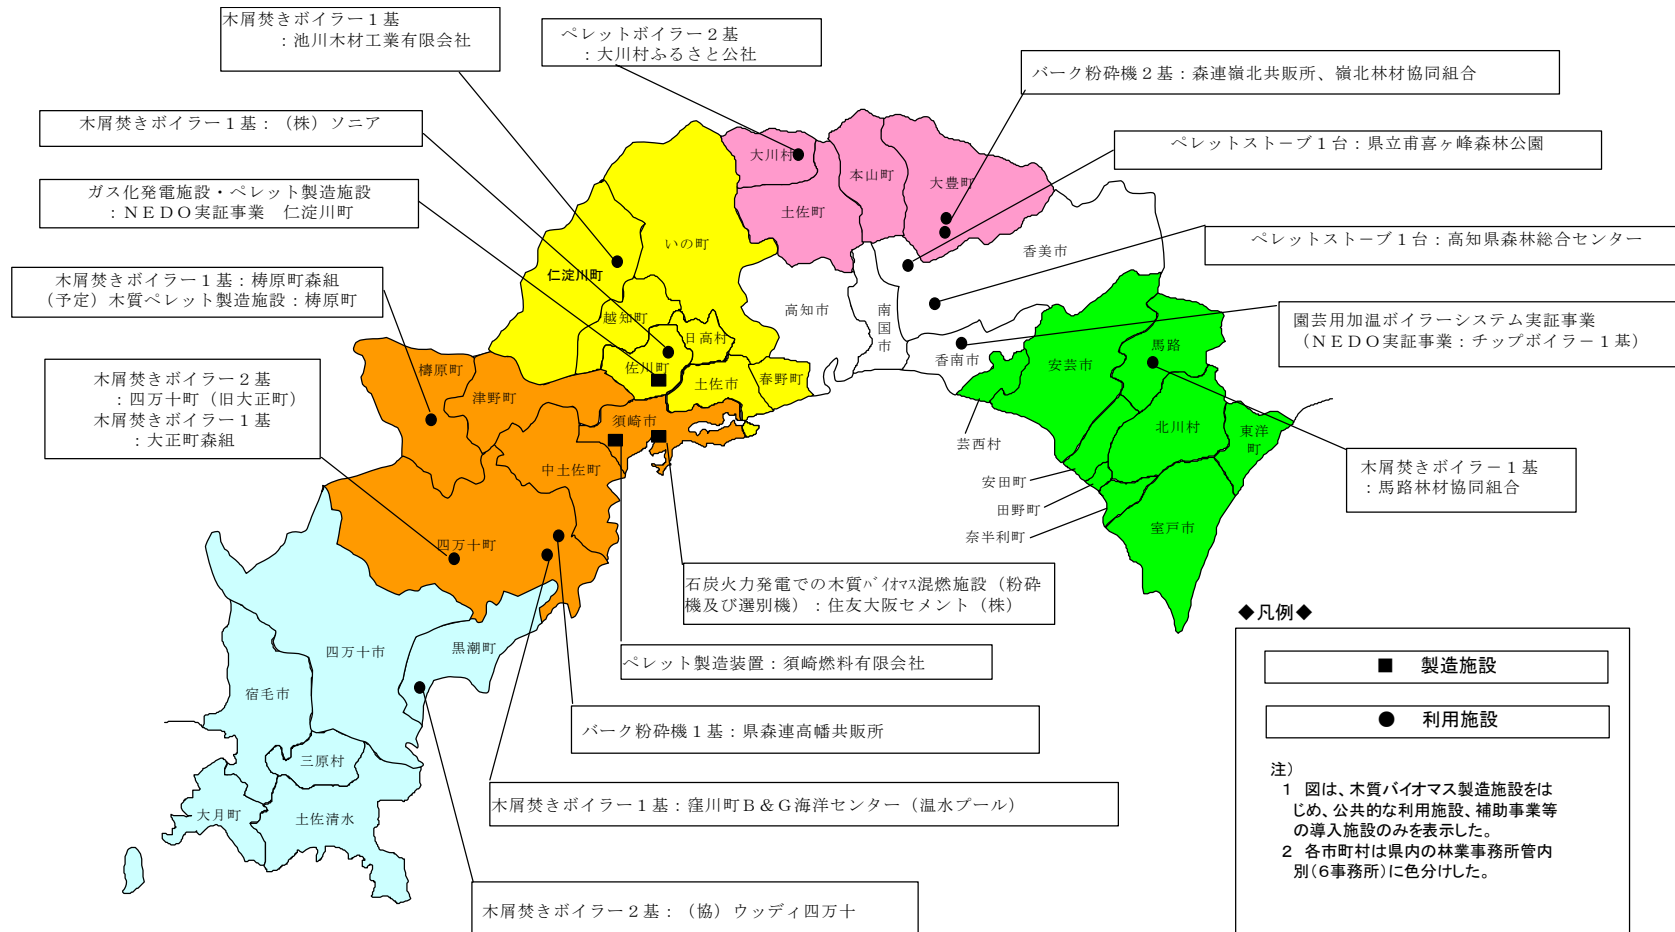 木屑焚きボイラー１基
：池川木材工業有限会社
ペレットボイラー２基
：大川村ふるさと公社
バーク粉砕機２基：森連嶺北共販所、嶺北林材協同組合
木屑焚きボイラー１基：（株）ソニア
ペレットストーブ１台：県立甫喜ヶ峰森林公園
ガス化発電施設・ペレット製造施設
：ＮＥＤＯ実証事業　仁淀川町
ペレットストーブ１台：高知県森林総合センター
木屑焚きボイラー１基：梼原町森組
（予定）木質ペレット製造施設：梼原町
園芸用加温ボイラーシステム実証事業
（ＮＥＤＯ実証事業：チップボイラー１基）
木屑焚きボイラー２基
：四万十町（旧大正町）
木屑焚きボイラー１基
：大正町森組
木屑焚きボイラー１基
：馬路林材協同組合
大川村
本山町
大豊町
土佐町
いの町
香美市
仁淀川町
高知市
南国市
越知町
日高村
香南市
佐川町
土佐市
春野町
安芸市
馬路
檮原町
津野町
須崎市
芸西村
北川村
東洋町
中土佐町
安田町
田野町
奈半利町
室戸市
四万十町
石炭火力発電での木質ﾊﾞｲｵﾏｽ混燃施設（粉砕
機及び選別機）：住友大阪セメント（株）
四万十市
黒潮町
宿毛市
三原村
大月町
土佐清水
ペレット製造装置：須崎燃料有限会社
バーク粉砕機１基：県森連高幡共販所
木屑焚きボイラー１基：窪川町Ｂ＆Ｇ海洋センター（温水プール）
木屑焚きボイラー２基：（協）ウッディ四万十
◆凡例◆
■　製造施設
●　利用施設
注）
１　図は、木質バイオマス製造施設をは
じめ、公共的な利用施設、補助事業等
の導入施設のみを表示した。
２　各市町村は県内の林業事務所管内
別（６事務所）に色分けした。